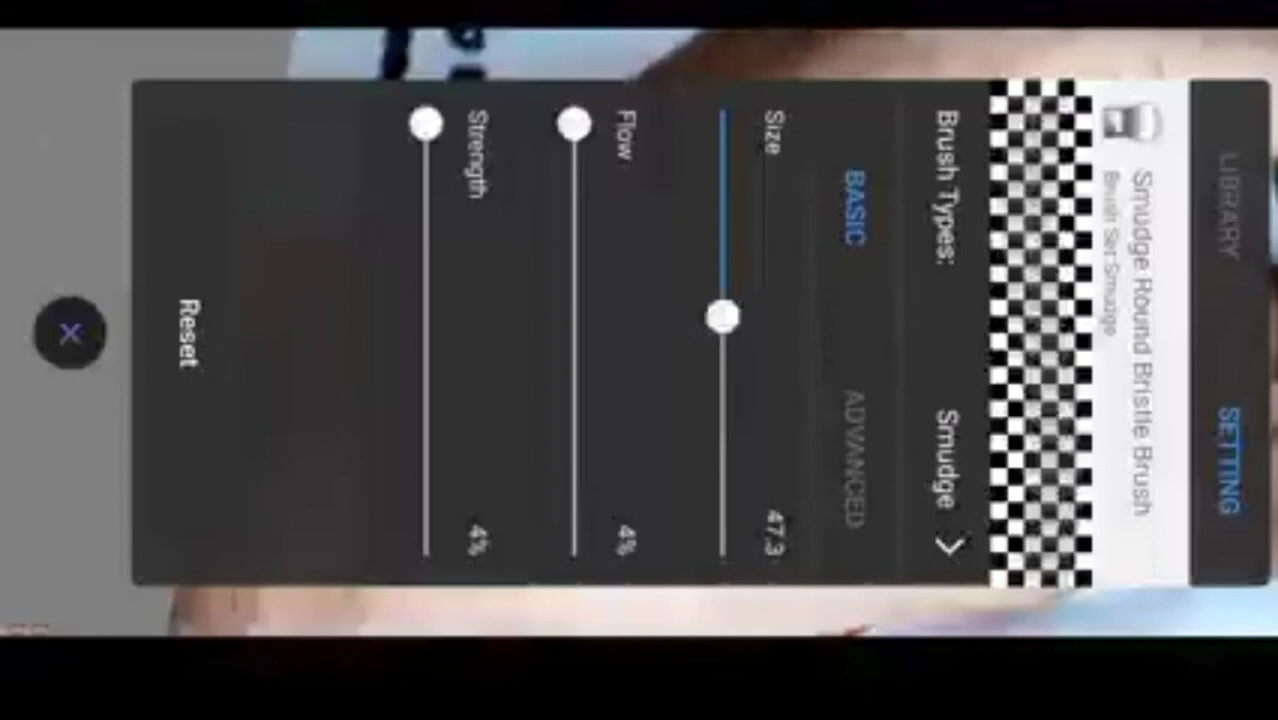 LIBRARY SETTING
Smudge Round Bristle Brush
Brush Set:Smudge
Brush Types: Smudge
BASIC ADVANCED
Size 47.3
Flow 4%
Strength 4%
Reset